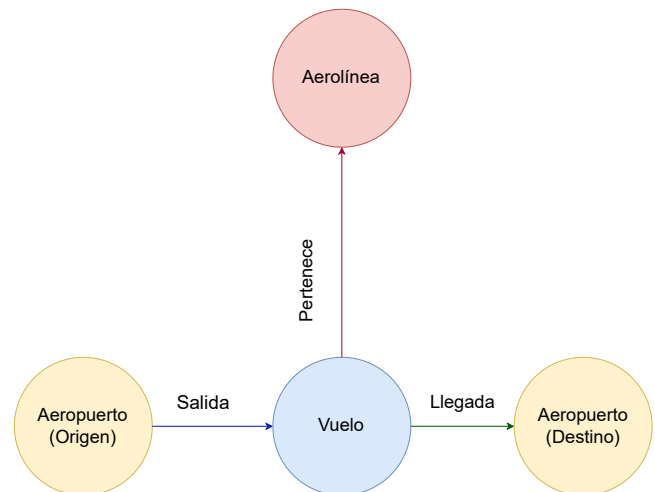 Aerolínea
Pertenece
Salida
Llegada
Aeropuerto
(Origen)
Vuelo
Aeropuerto
(Destino)